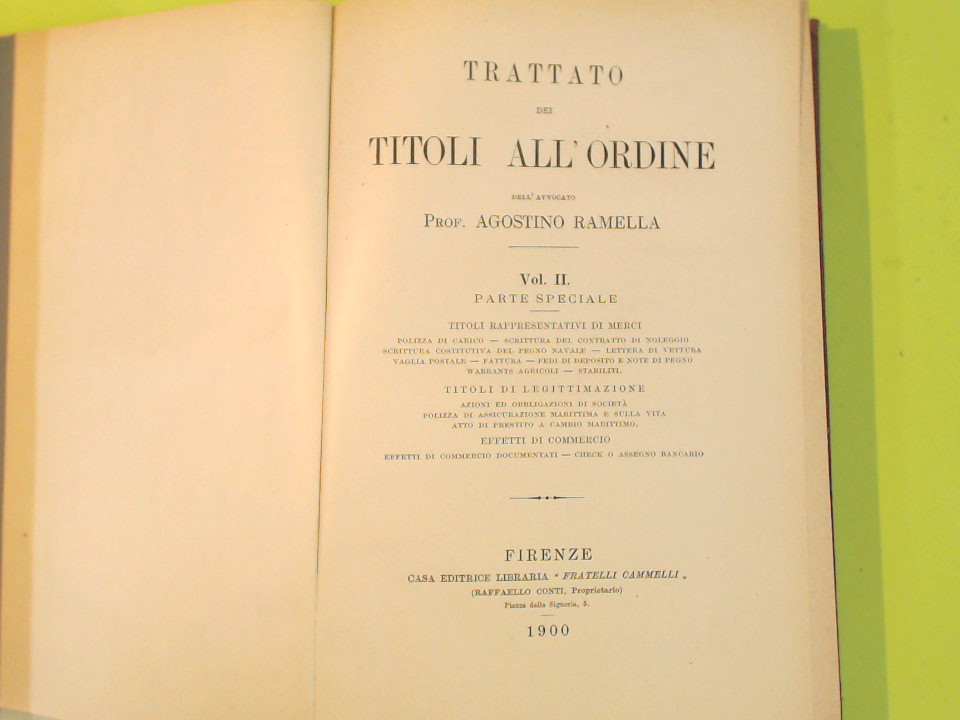 TRATTATO
DEI
TITOLI ALL'ORDINE
DELL'AVVOCATO
PROF. AGOSTINO RAMELLA
Vol. II.
PARTE SPECIALE
TITOLI RAPPRESENTATIVI DI MERCI
POLIZZA DI CARICO — SCRITTURA DEL CONTRATTO DI NOLEGGIO
SCRITTURA COSTITUTIVA DEL PEGNO NAVALE — LETTERA DI VETTURA
VAGLIA POSTALE — FATTURA — FEDI DI DEPOSITO E NOTE DI PEGNO
WARRANTS AGRICOLI — STABILITI.
TITOLI DI LEGITTIMAZIONE
AZIONI ED OBBLIGAZIONI DI SOCIETÀ
POLIZZA DI ASSICURAZIONE MARITTIMA E SULLA VITA
ATTO DI PRESTITO A CAMBIO MARITTIMO.
EFFETTI DI COMMERCIO
EFFETTI DI COMMERCIO DOCUMENTATI — CHECK O ASSEGNO BANCARIO
FIRENZE
CASA EDITRICE LIBRARIA “ FRATELLI CAMMELLI „
(RAFFAELLO CONTI, Proprietario)
Piazza della Signoria, 5.
1900